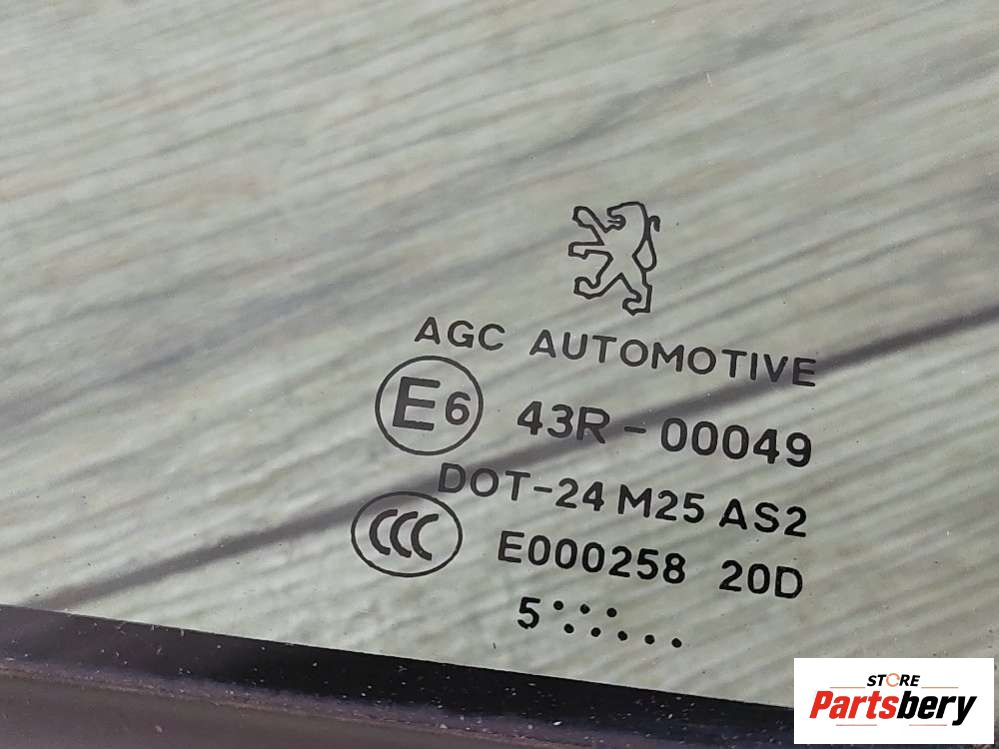 AGC AUTOMOTIVE
E6 43R-00049
DOT-24 M25 AS2
CCC E000258 20D
5
STORE
Partsbery